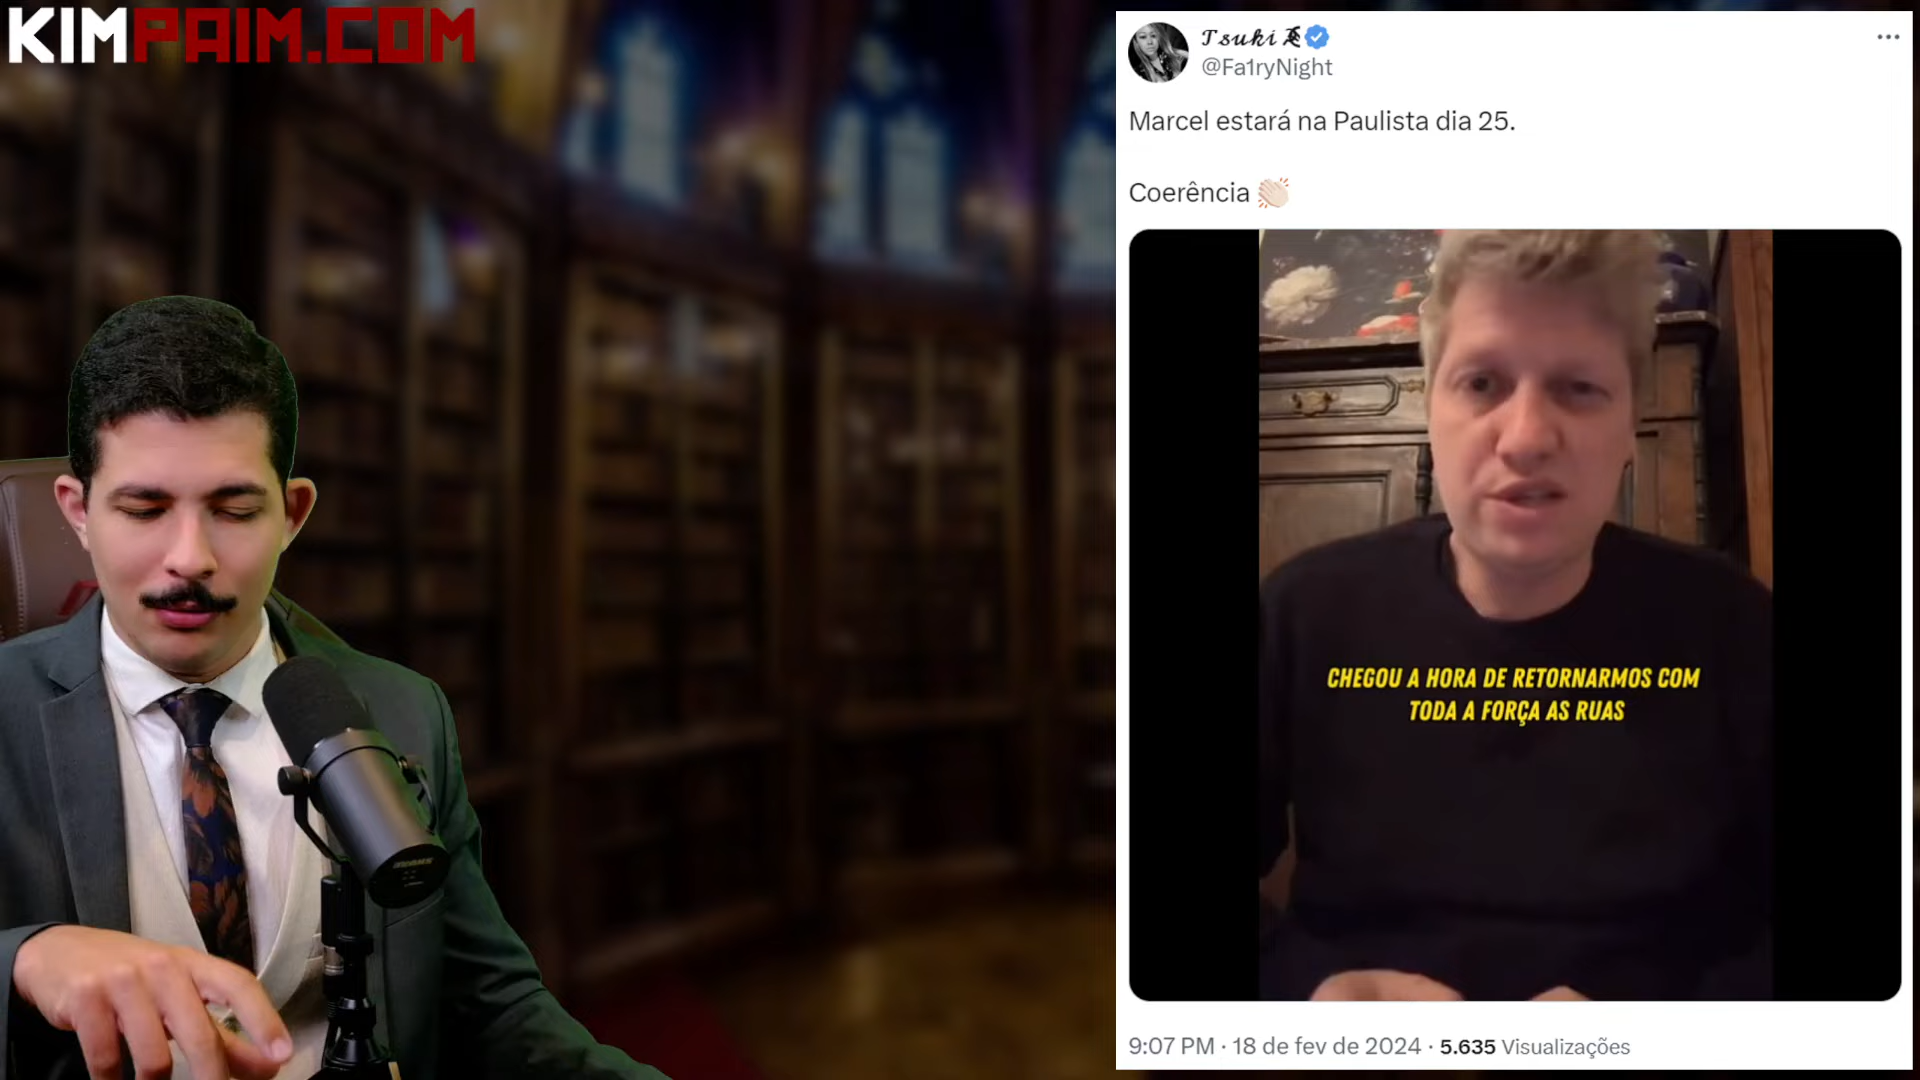 KIMPAIM.COM
Tsuki
@Fa1ryNight
Marcel estará na Paulista dia 25.
Coerência 👏🏻
CHEGOU A HORA DE RETORNARMOS COM
TODA A FORÇA AS RUAS
9:07 PM · 18 de fev de 2024 · 5.635 Visualizações